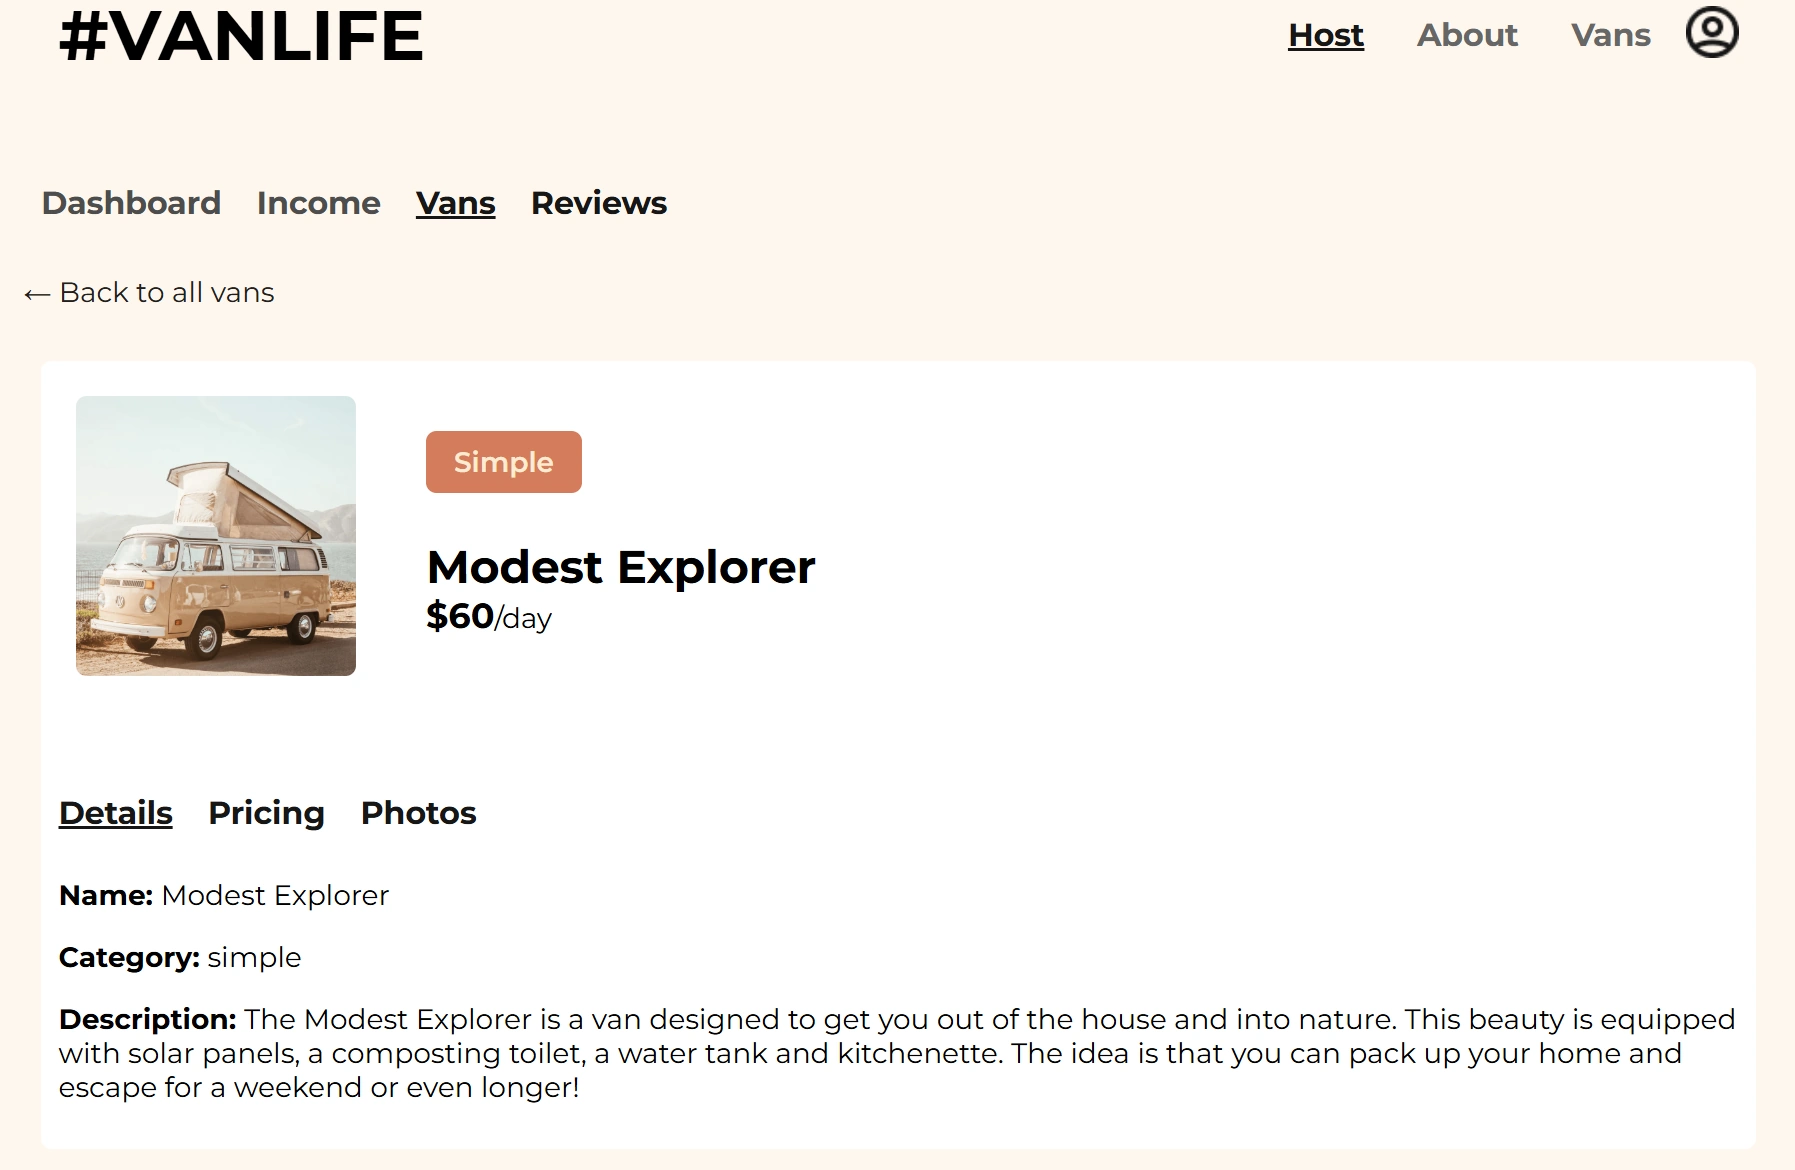 #VANLIFE
Host About Vans
Dashboard Income Vans Reviews
← Back to all vans
Simple
Modest Explorer
$60/day
Details Pricing Photos
Name: Modest Explorer
Category: simple
Description: The Modest Explorer is a van designed to get you out of the house and into nature. This beauty is equipped
with solar panels, a composting toilet, a water tank and kitchenette. The idea is that you can pack up your home and
escape for a weekend or even longer!